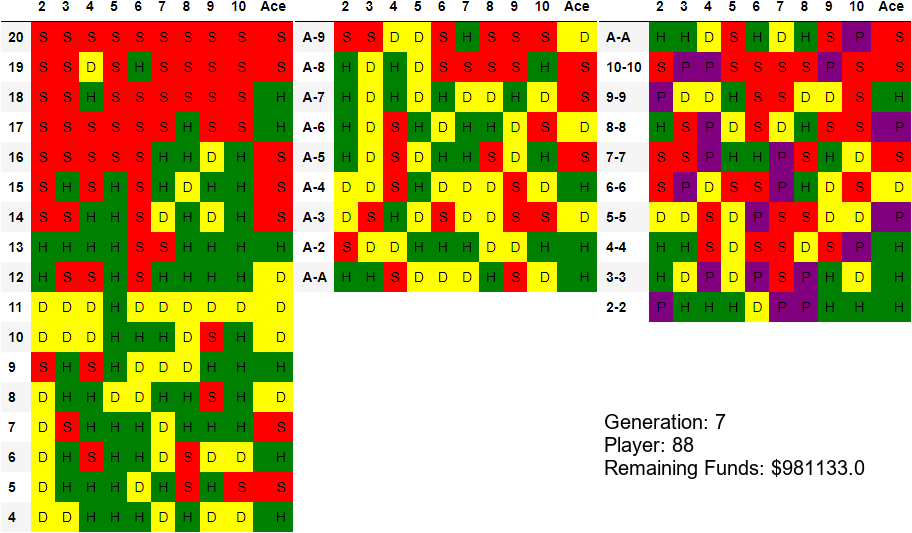 2 3 4 5 6 7 8 9 10 Ace
20 S S S S S S S S S S
19 S S D S H S S S S S
18 S S H S S S S S S H
17 S S S S S S H S S H
16 S S S S S H H D H S
15 S H S H S H D H H S
14 S S H H S D H D H S
13 H H H H S S H H H H
12 H S S H S H H H H D
11 D D D H D D D D D D
10 D D D H H H D S H D
9 S H S H D D D H H H
8 D H H D D H H S H D
7 D S H H H D H H H S
6 D H S H H D S D D H
5 D H H H D H S H S S
4 D D H H H D H D D H
2 3 4 5 6 7 8 9 10 Ace
A-9 S S D D S H S S S D
A-8 H D H D S S S S H S
A-7 H D H D H D D H D S
A-6 H D S H D H H D S D
A-5 H D S D H H S D H S
A-4 D D S H D D D S D H
A-3 D S H D S D D S S D
A-2 S D D H H H D D H H
A-A H H S D D D H S D H
2 3 4 5 6 7 8 9 10 Ace
A-A H H D S H D H S P S
10-10 S P P S S S S P S S
9-9 P D D H S S D D S H
8-8 H S P D S D H S S P
7-7 S S P H H P S H D S
6-6 S P D S S P H D S D
5-5 D D S D P S S D D P
4-4 H H S D S S D S P H
3-3 H D P D P S P H D H
2-2 P H H H D P P H H H
Generation: 7
Player: 88
Remaining Funds: $981133.0